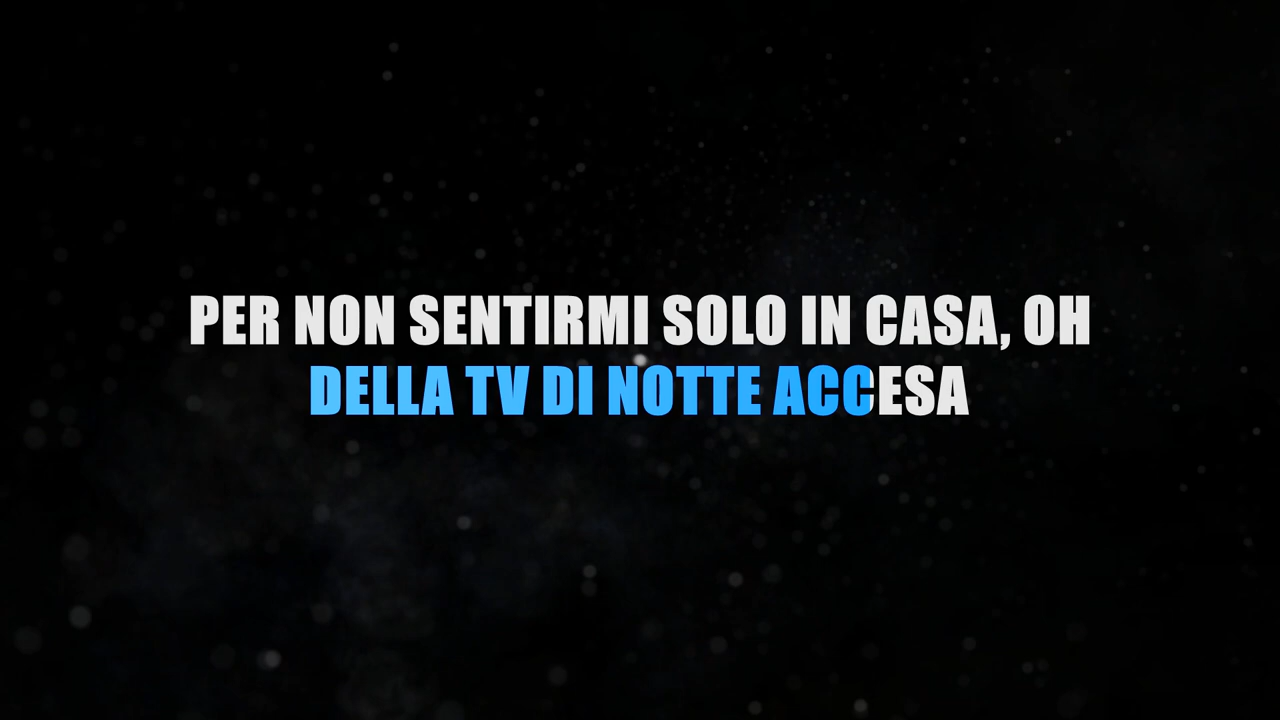 PER NON SENTIRMI SOLO IN CASA, OH
DELLA TV DI NOTTE ACCESA